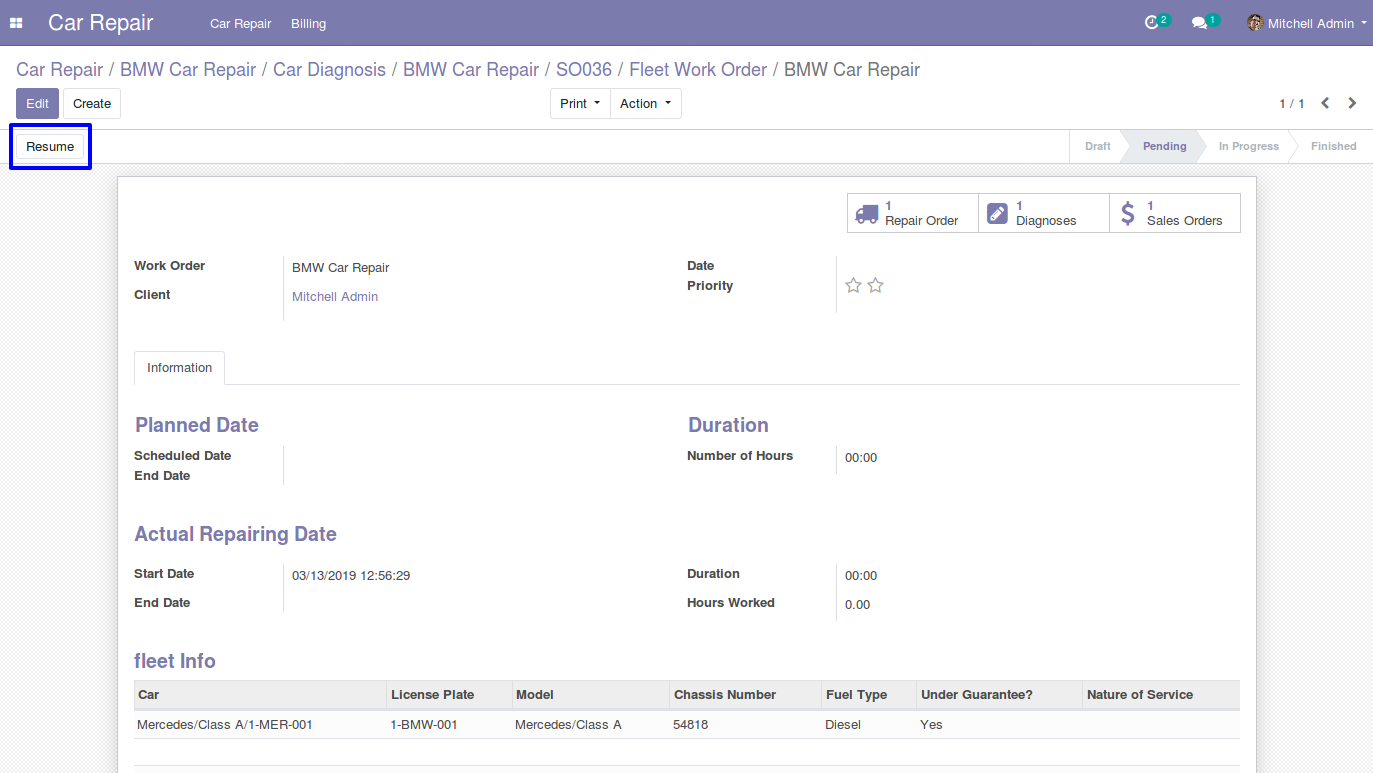 Car Repair Car Repair Billing 2 1 Mitchell Admin
Car Repair / BMW Car Repair / Car Diagnosis / BMW Car Repair / SO036 / Fleet Work Order / BMW Car Repair
Edit Create Print Action 1 / 1
Resume Draft Pending In Progress Finished
1 Repair Order 1 Diagnoses 1 Sales Orders
Work Order BMW Car Repair Date
Client Mitchell Admin Priority
Information
Planned Date Duration
Scheduled Date Number of Hours 00:00
End Date
Actual Repairing Date
Start Date 03/13/2019 12:56:29 Duration 00:00
End Date Hours Worked 0.00
fleet Info
Car License Plate Model Chassis Number Fuel Type Under Guarantee? Nature of Service
Mercedes/Class A/1-MER-001 1-BMW-001 Mercedes/Class A 54818 Diesel Yes